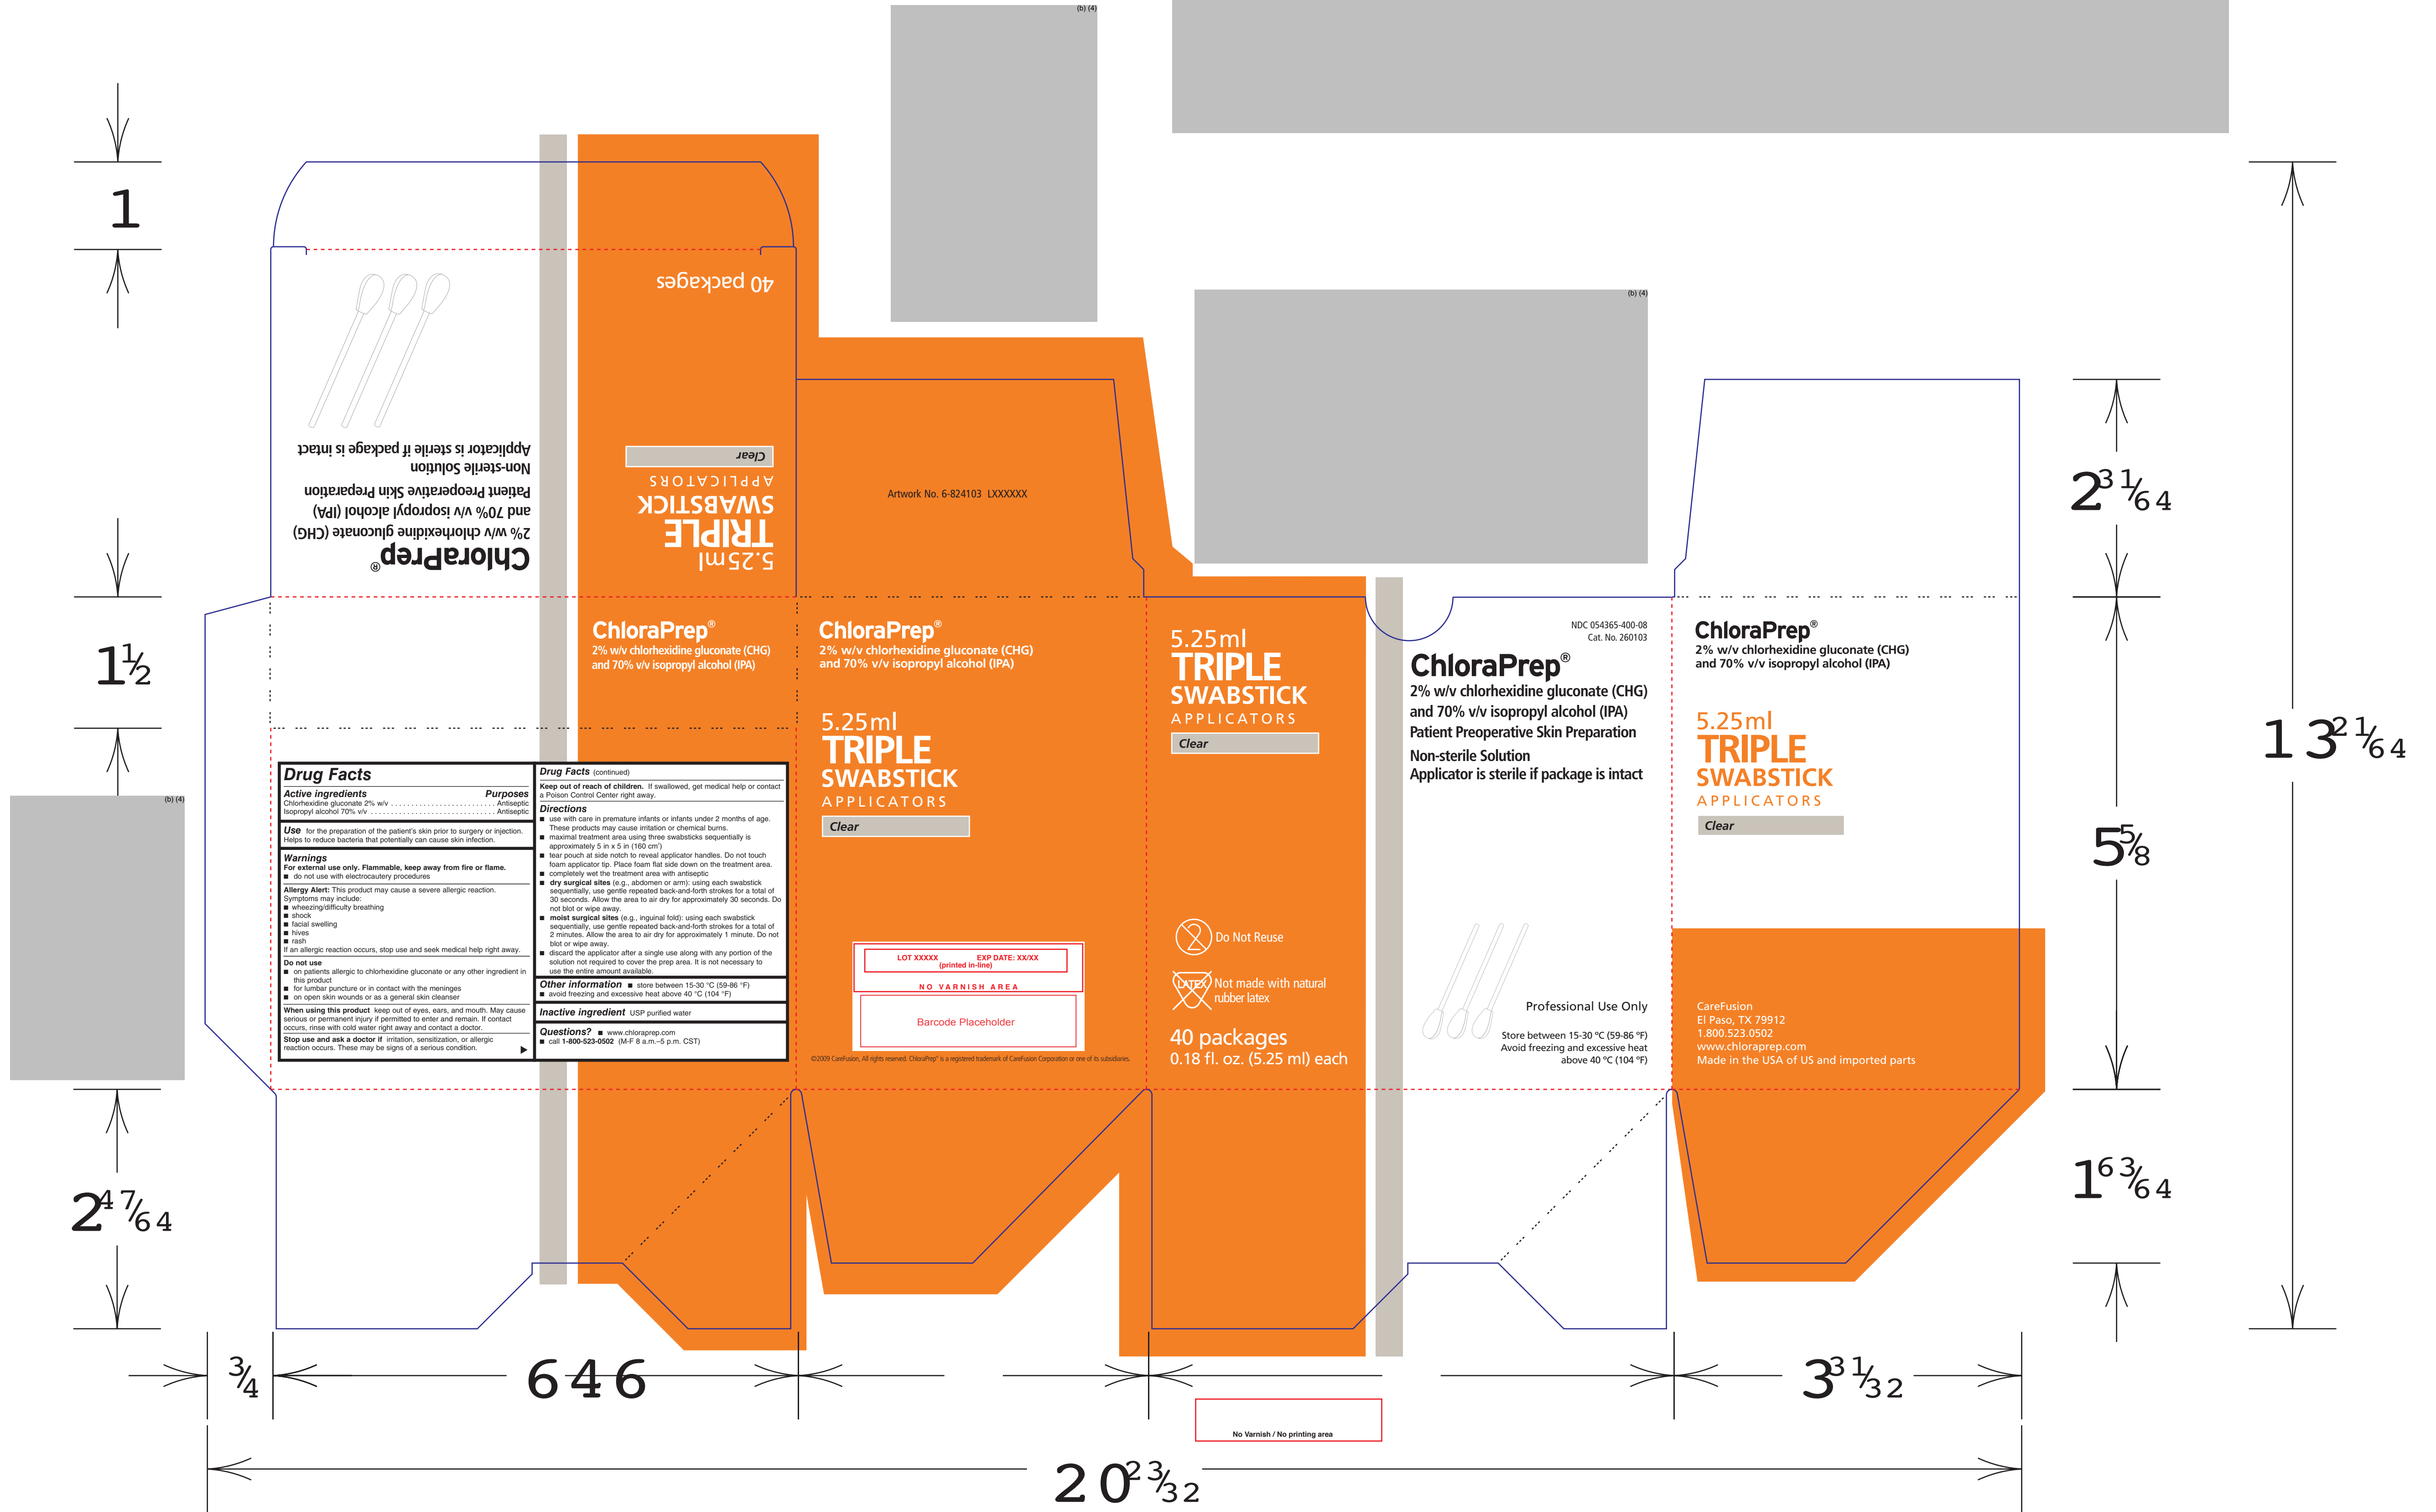 (b) (4)
(b) (4)
(b) (4)
1
1 1/2
2 47/64
3/4
646
3 31/32
20 23/32
2 31/64
5 5/8
1 63/64
13 21/64
40 packages
Clear
APPLICATORS
SWABSTICK
TRIPLE
5.25ml
Applicator is sterile if package is intact
Non-sterile Solution
Patient Preoperative Skin Preparation
and 70% v/v isopropyl alcohol (IPA)
2% w/v chlorhexidine gluconate (CHG)
ChloraPrep®
Artwork No. 6-824103 LXXXXXX
ChloraPrep®
2% w/v chlorhexidine gluconate (CHG)
and 70% v/v isopropyl alcohol (IPA)
Drug Facts
Active ingredients Purposes
Chlorhexidine gluconate 2% w/v . . . . . . . . . . . . . . . . . . . . . . . . . . Antiseptic
Isopropyl alcohol 70% v/v . . . . . . . . . . . . . . . . . . . . . . . . . . . . . . . Antiseptic
Use for the preparation of the patient's skin prior to surgery or injection.
Helps to reduce bacteria that potentially can cause skin infection.
Warnings
For external use only. Flammable, keep away from fire or flame.
■ do not use with electrocautery procedures
Allergy Alert: This product may cause a severe allergic reaction.
Symptoms may include:
■ wheezing/difficulty breathing
■ shock
■ facial swelling
■ hives
■ rash
If an allergic reaction occurs, stop use and seek medical help right away.
Do not use
■ on patients allergic to chlorhexidine gluconate or any other ingredient in
this product
■ for lumbar puncture or in contact with the meninges
■ on open skin wounds or as a general skin cleanser
When using this product keep out of eyes, ears, and mouth. May cause
serious or permanent injury if permitted to enter and remain. If contact
occurs, rinse with cold water right away and contact a doctor.
Stop use and ask a doctor if irritation, sensitization, or allergic
reaction occurs. These may be signs of a serious condition.
Drug Facts (continued)
Keep out of reach of children. If swallowed, get medical help or contact
a Poison Control Center right away.
Directions
■ use with care in premature infants or infants under 2 months of age.
These products may cause irritation or chemical burns.
■ maximal treatment area using three swabsticks sequentially is
approximately 5 in x 5 in (160 cm²)
■ tear pouch at side notch to reveal applicator handles. Do not touch
foam applicator tip. Place foam flat side down on the treatment area.
■ completely wet the treatment area with antiseptic
■ dry surgical sites (e.g., abdomen or arm): using each swabstick
sequentially, use gentle repeated back-and-forth strokes for a total of
30 seconds. Allow the area to air dry for approximately 30 seconds. Do
not blot or wipe away.
■ moist surgical sites (e.g., inguinal fold): using each swabstick
sequentially, use gentle repeated back-and-forth strokes for a total of
2 minutes. Allow the area to air dry for approximately 1 minute. Do not
blot or wipe away.
■ discard the applicator after a single use along with any portion of the
solution not required to cover the prep area. It is not necessary to
use the entire amount available.
Other information ■ store between 15-30 °C (59-86 °F)
■ avoid freezing and excessive heat above 40 °C (104 °F)
Inactive ingredient USP purified water
Questions? ■ www.chloraprep.com
■ call 1-800-523-0502 (M-F 8 a.m.–5 p.m. CST)
ChloraPrep®
2% w/v chlorhexidine gluconate (CHG)
and 70% v/v isopropyl alcohol (IPA)
5.25ml
TRIPLE
SWABSTICK
APPLICATORS
Clear
LOT XXXXX EXP DATE: XX/XX
(printed in-line)
NO VARNISH AREA
Barcode Placeholder
©2009 CareFusion, All rights reserved. ChloraPrep® is a registered trademark of CareFusion Corporation or one of its subsidiaries.
5.25ml
TRIPLE
SWABSTICK
APPLICATORS
Clear
2
Do Not Reuse
LATEX
Not made with natural
rubber latex
40 packages
0.18 fl. oz. (5.25 ml) each
NDC 054365-400-08
Cat. No. 260103
ChloraPrep®
2% w/v chlorhexidine gluconate (CHG)
and 70% v/v isopropyl alcohol (IPA)
Patient Preoperative Skin Preparation
Non-sterile Solution
Applicator is sterile if package is intact
Professional Use Only
Store between 15-30 ºC (59-86 ºF)
Avoid freezing and excessive heat
above 40 ºC (104 ºF)
ChloraPrep®
2% w/v chlorhexidine gluconate (CHG)
and 70% v/v isopropyl alcohol (IPA)
5.25ml
TRIPLE
SWABSTICK
APPLICATORS
Clear
CareFusion
El Paso, TX 79912
1.800.523.0502
www.chloraprep.com
Made in the USA of US and imported parts
No Varnish / No printing area